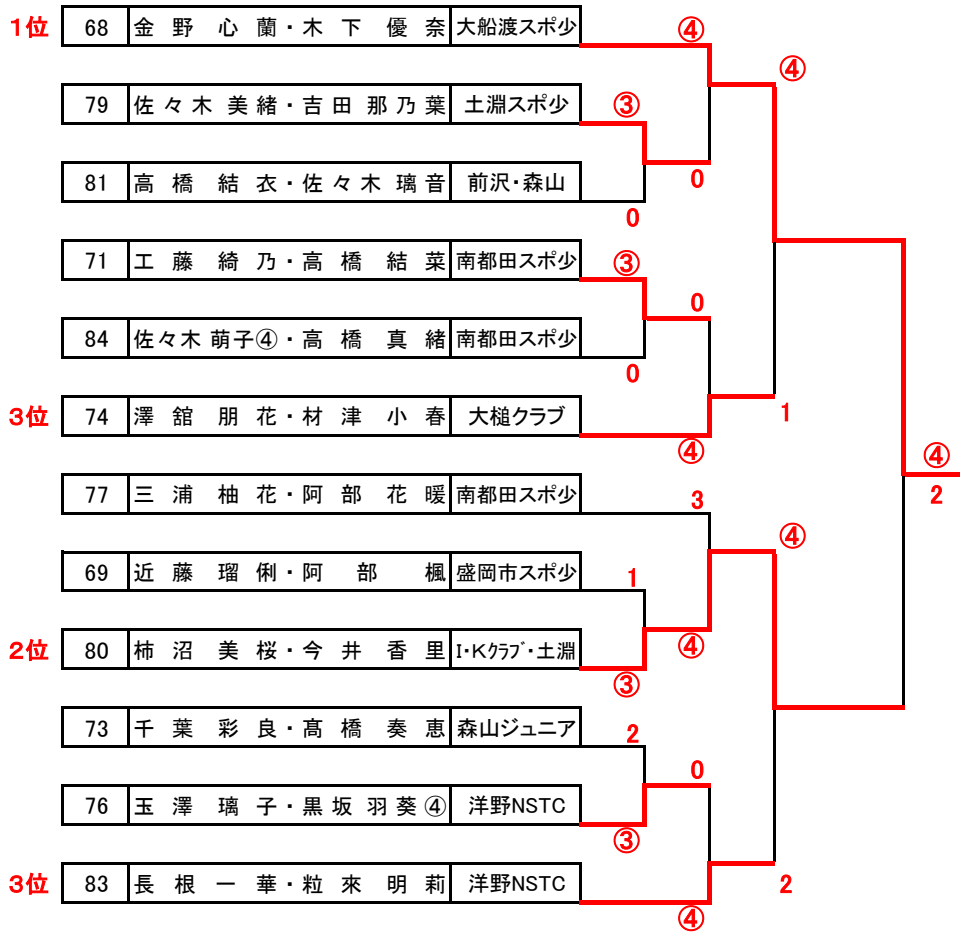 1位 68 金野 心蘭・木下 優奈 大船渡スポ少 ④
④
79 佐々木 美緒・吉田 那乃葉 土淵スポ少 ③
81 高橋 結衣・佐々木 璃音 前沢・森山 0
0
71 工藤 綺乃・高橋 結菜 南都田スポ少 ③
0
84 佐々木 萌子④・高橋 真緒 南都田スポ少
0
3位 74 澤舘 朋花・材津 小春 大槌クラブ 1
④ ④
77 三浦 柚花・阿部 花暖 南都田スポ少 3 2
④
69 近藤 瑠俐・阿部 楓 盛岡市スポ少 1
2位 80 柿沼 美桜・今井 香里 I・Kクラブ・土淵 ④
③
73 千葉 彩良・髙橋 奏恵 森山ジュニア 2
0
76 玉澤 璃子・黒坂 羽葵④ 洋野NSTC
③
3位 83 長根 一華・粒來 明莉 洋野NSTC 2
④